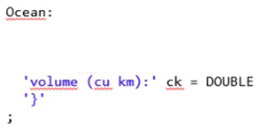 Ocean:
'volume (cu km):' ck = DOUBLE
'}'
;